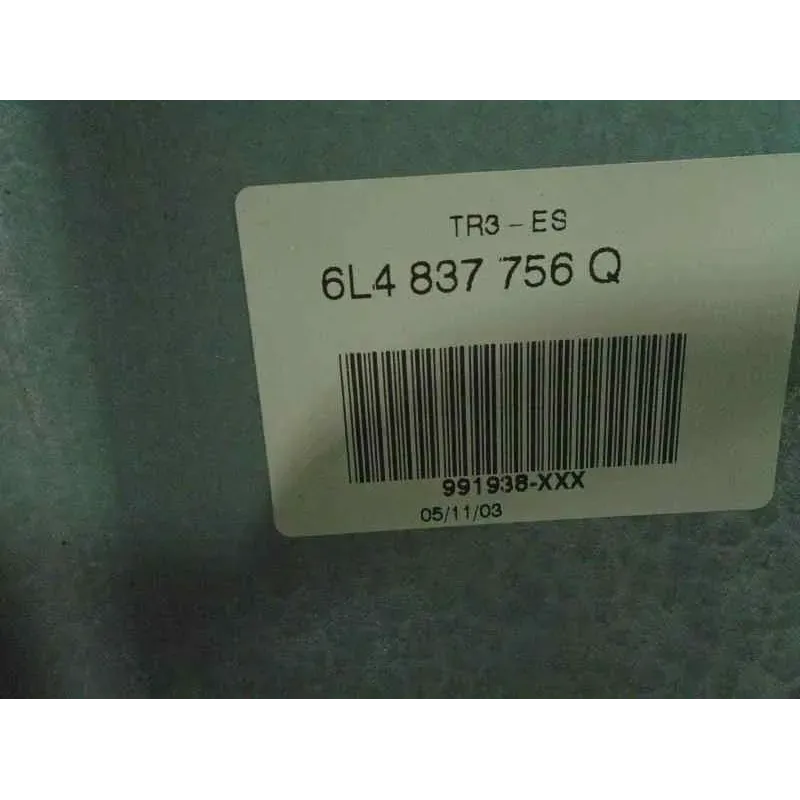 TR3 - ES
6L4 837 756 Q
991938-XXX
05/11/03